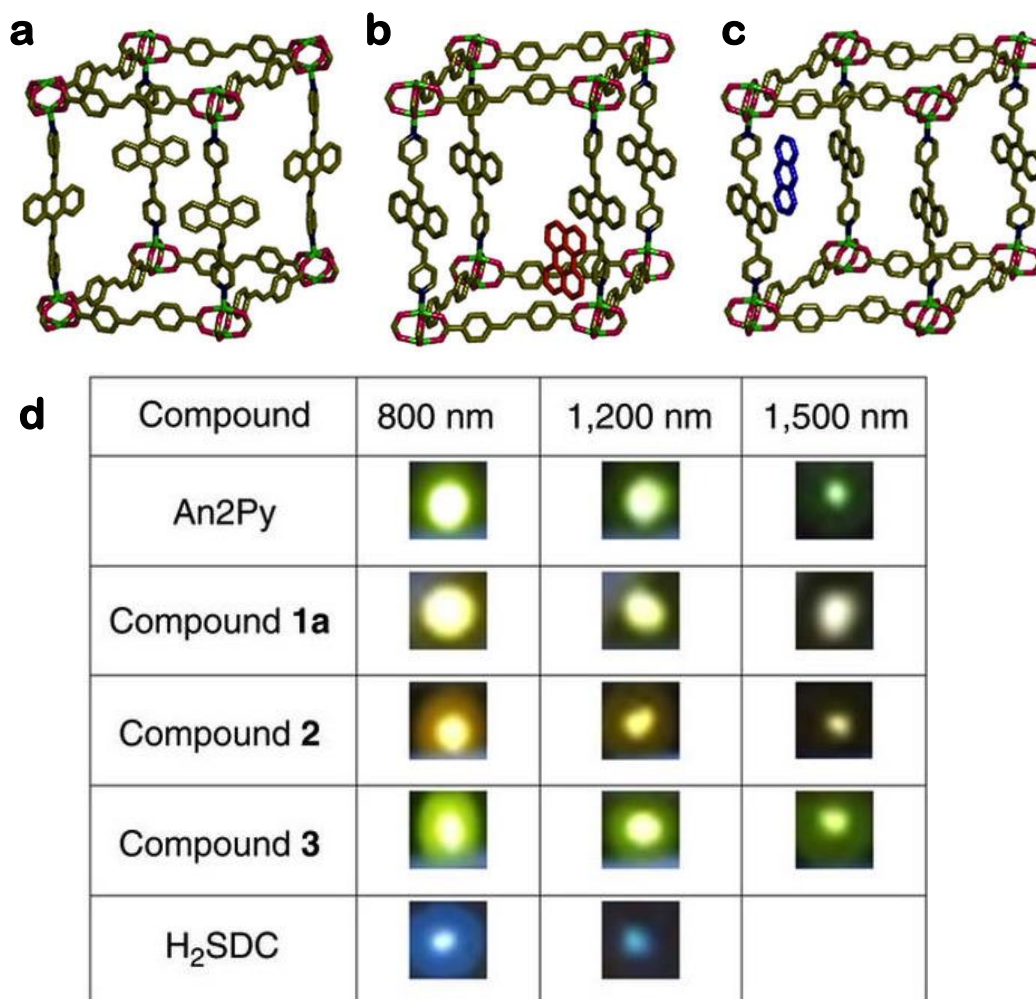 a b c
d
Compound 800 nm 1,200 nm 1,500 nm
An2Py
Compound 1a
Compound 2
Compound 3
H₂SDC